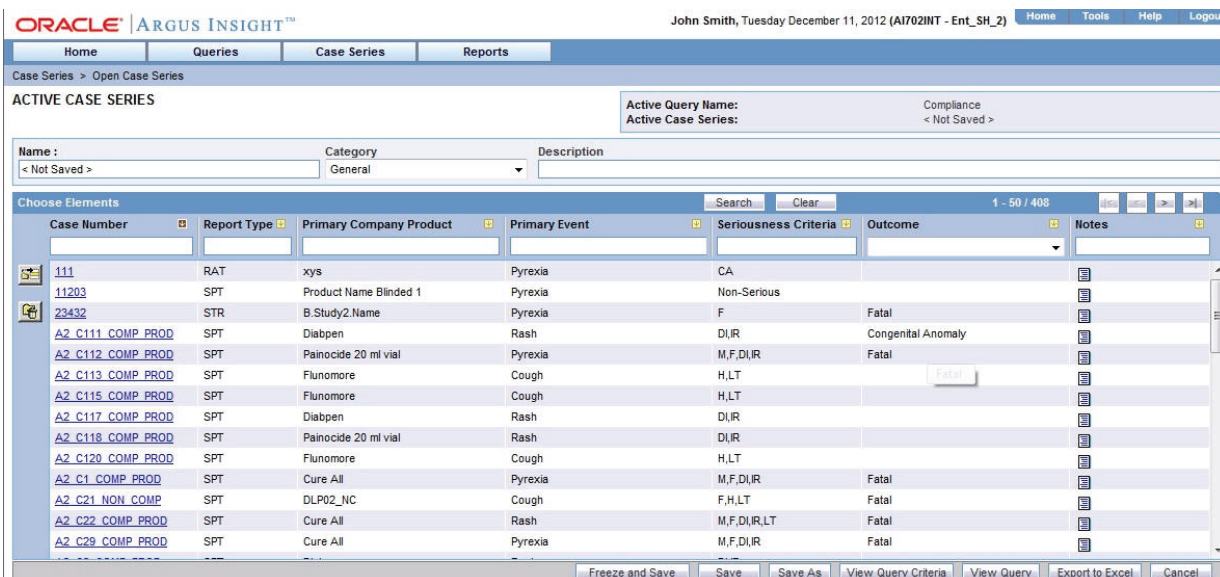 ORACLE | ARGUS INSIGHT™
John Smith, Tuesday December 11, 2012 (AI702INT - Ent_SH_2) Home Tools Help Logou
Home Queries Case Series Reports
Case Series > Open Case Series
ACTIVE CASE SERIES
Active Query Name: Compliance
Active Case Series: < Not Saved >
Name : Category Description
< Not Saved > General
Choose Elements Search Clear 1 - 50 / 408 |< < > >|
Case Number Report Type Primary Company Product Primary Event Seriousness Criteria Outcome Notes
111 RAT xys Pyrexia CA
11203 SPT Product Name Blinded 1 Pyrexia Non-Serious
23432 STR B.Study2.Name Pyrexia F Fatal
A2_C111_COMP_PROD SPT Diabpen Rash DI,IR Congenital Anomaly
A2_C112_COMP_PROD SPT Painocide 20 ml vial Pyrexia M,F,DI,IR Fatal
Fatal
A2_C113_COMP_PROD SPT Flunomore Cough H,LT
A2_C115_COMP_PROD SPT Flunomore Cough H,LT
A2_C117_COMP_PROD SPT Diabpen Rash DI,IR
A2_C118_COMP_PROD SPT Painocide 20 ml vial Rash DI,IR
A2_C120_COMP_PROD SPT Flunomore Cough H,LT
A2_C1_COMP_PROD SPT Cure All Pyrexia M,F,DI,IR Fatal
A2_C21_NON_COMP SPT DLP02_NC Cough F,H,LT Fatal
A2_C22_COMP_PROD SPT Cure All Rash M,F,DI,IR,LT Fatal
A2_C29_COMP_PROD SPT Cure All Pyrexia M,F,DI,IR Fatal
Freeze and Save Save Save As View Query Criteria View Query Export to Excel Cancel